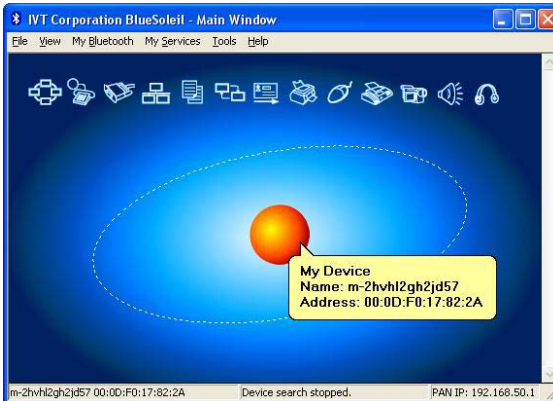 IVT Corporation BlueSoleil - Main Window
File View My Bluetooth My Services Tools Help
My Device
Name: m-2hvhl2gh2jd57
Address: 00:0D:F0:17:82:2A
m-2hvhl2gh2jd57 00:0D:F0:17:82:2A Device search stopped. PAN IP: 192.168.50.1